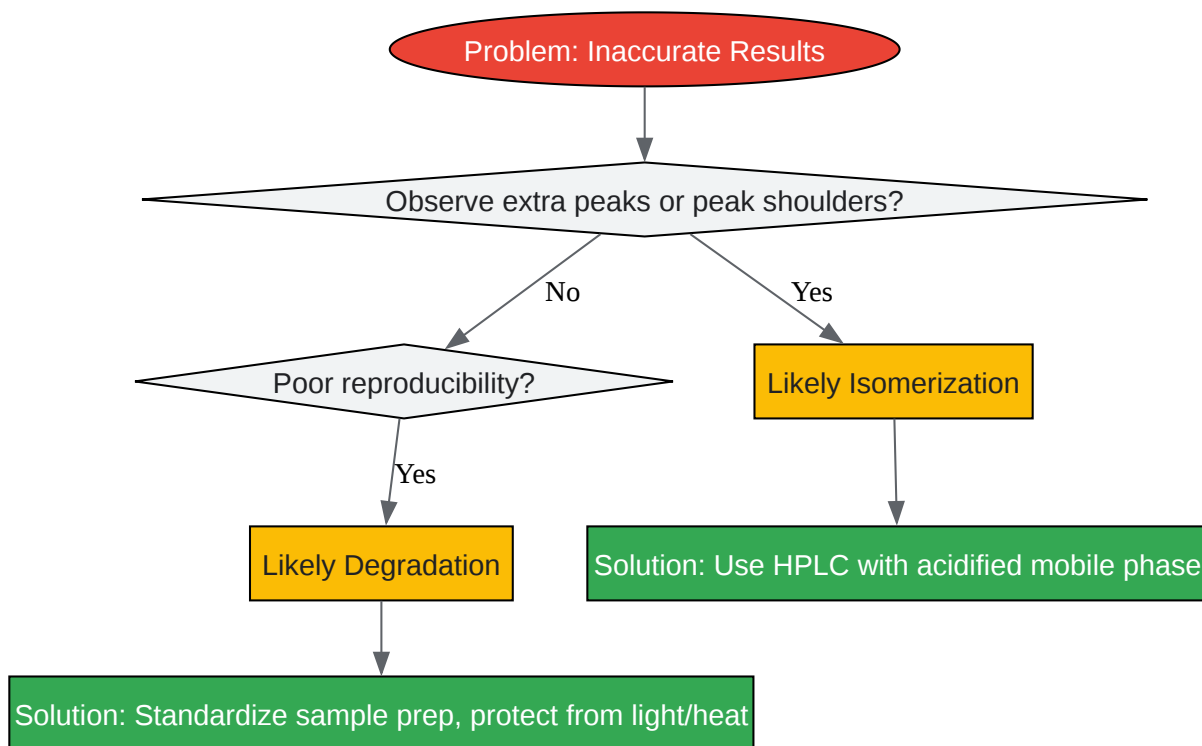 Problem: Inaccurate Results
Observe extra peaks or peak shoulders?
No
Yes
Poor reproducibility?
Likely Isomerization
Yes
Likely Degradation
Solution: Use HPLC with acidified mobile phase
Solution: Standardize sample prep, protect from light/heat